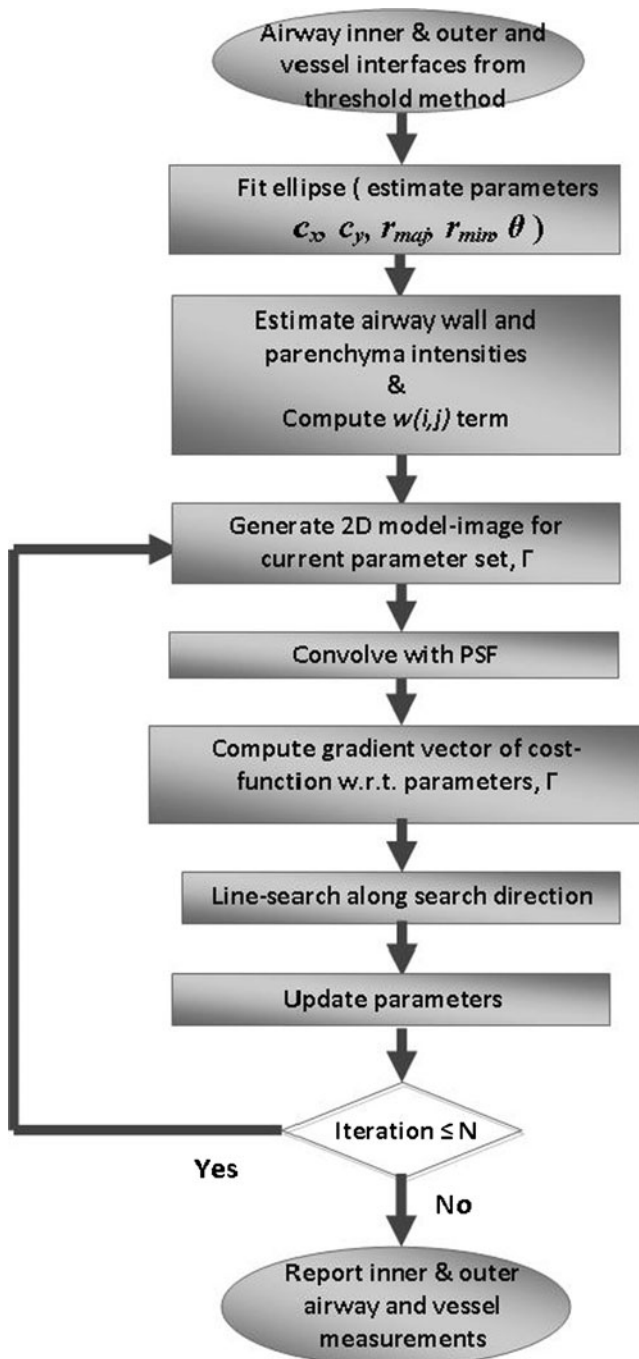 Airway inner & outer and
vessel interfaces from
threshold method
Fit ellipse ( estimate parameters
cx, cy, rmaj, rmin, θ )
Estimate airway wall and
parenchyma intensities
&
Compute w(i,j) term
Generate 2D model-image for
current parameter set, Γ
Convolve with PSF
Compute gradient vector of cost-
function w.r.t. parameters, Γ
Line-search along search direction
Update parameters
Iteration ≤ N
Yes
No
Report inner & outer
airway and vessel
measurements